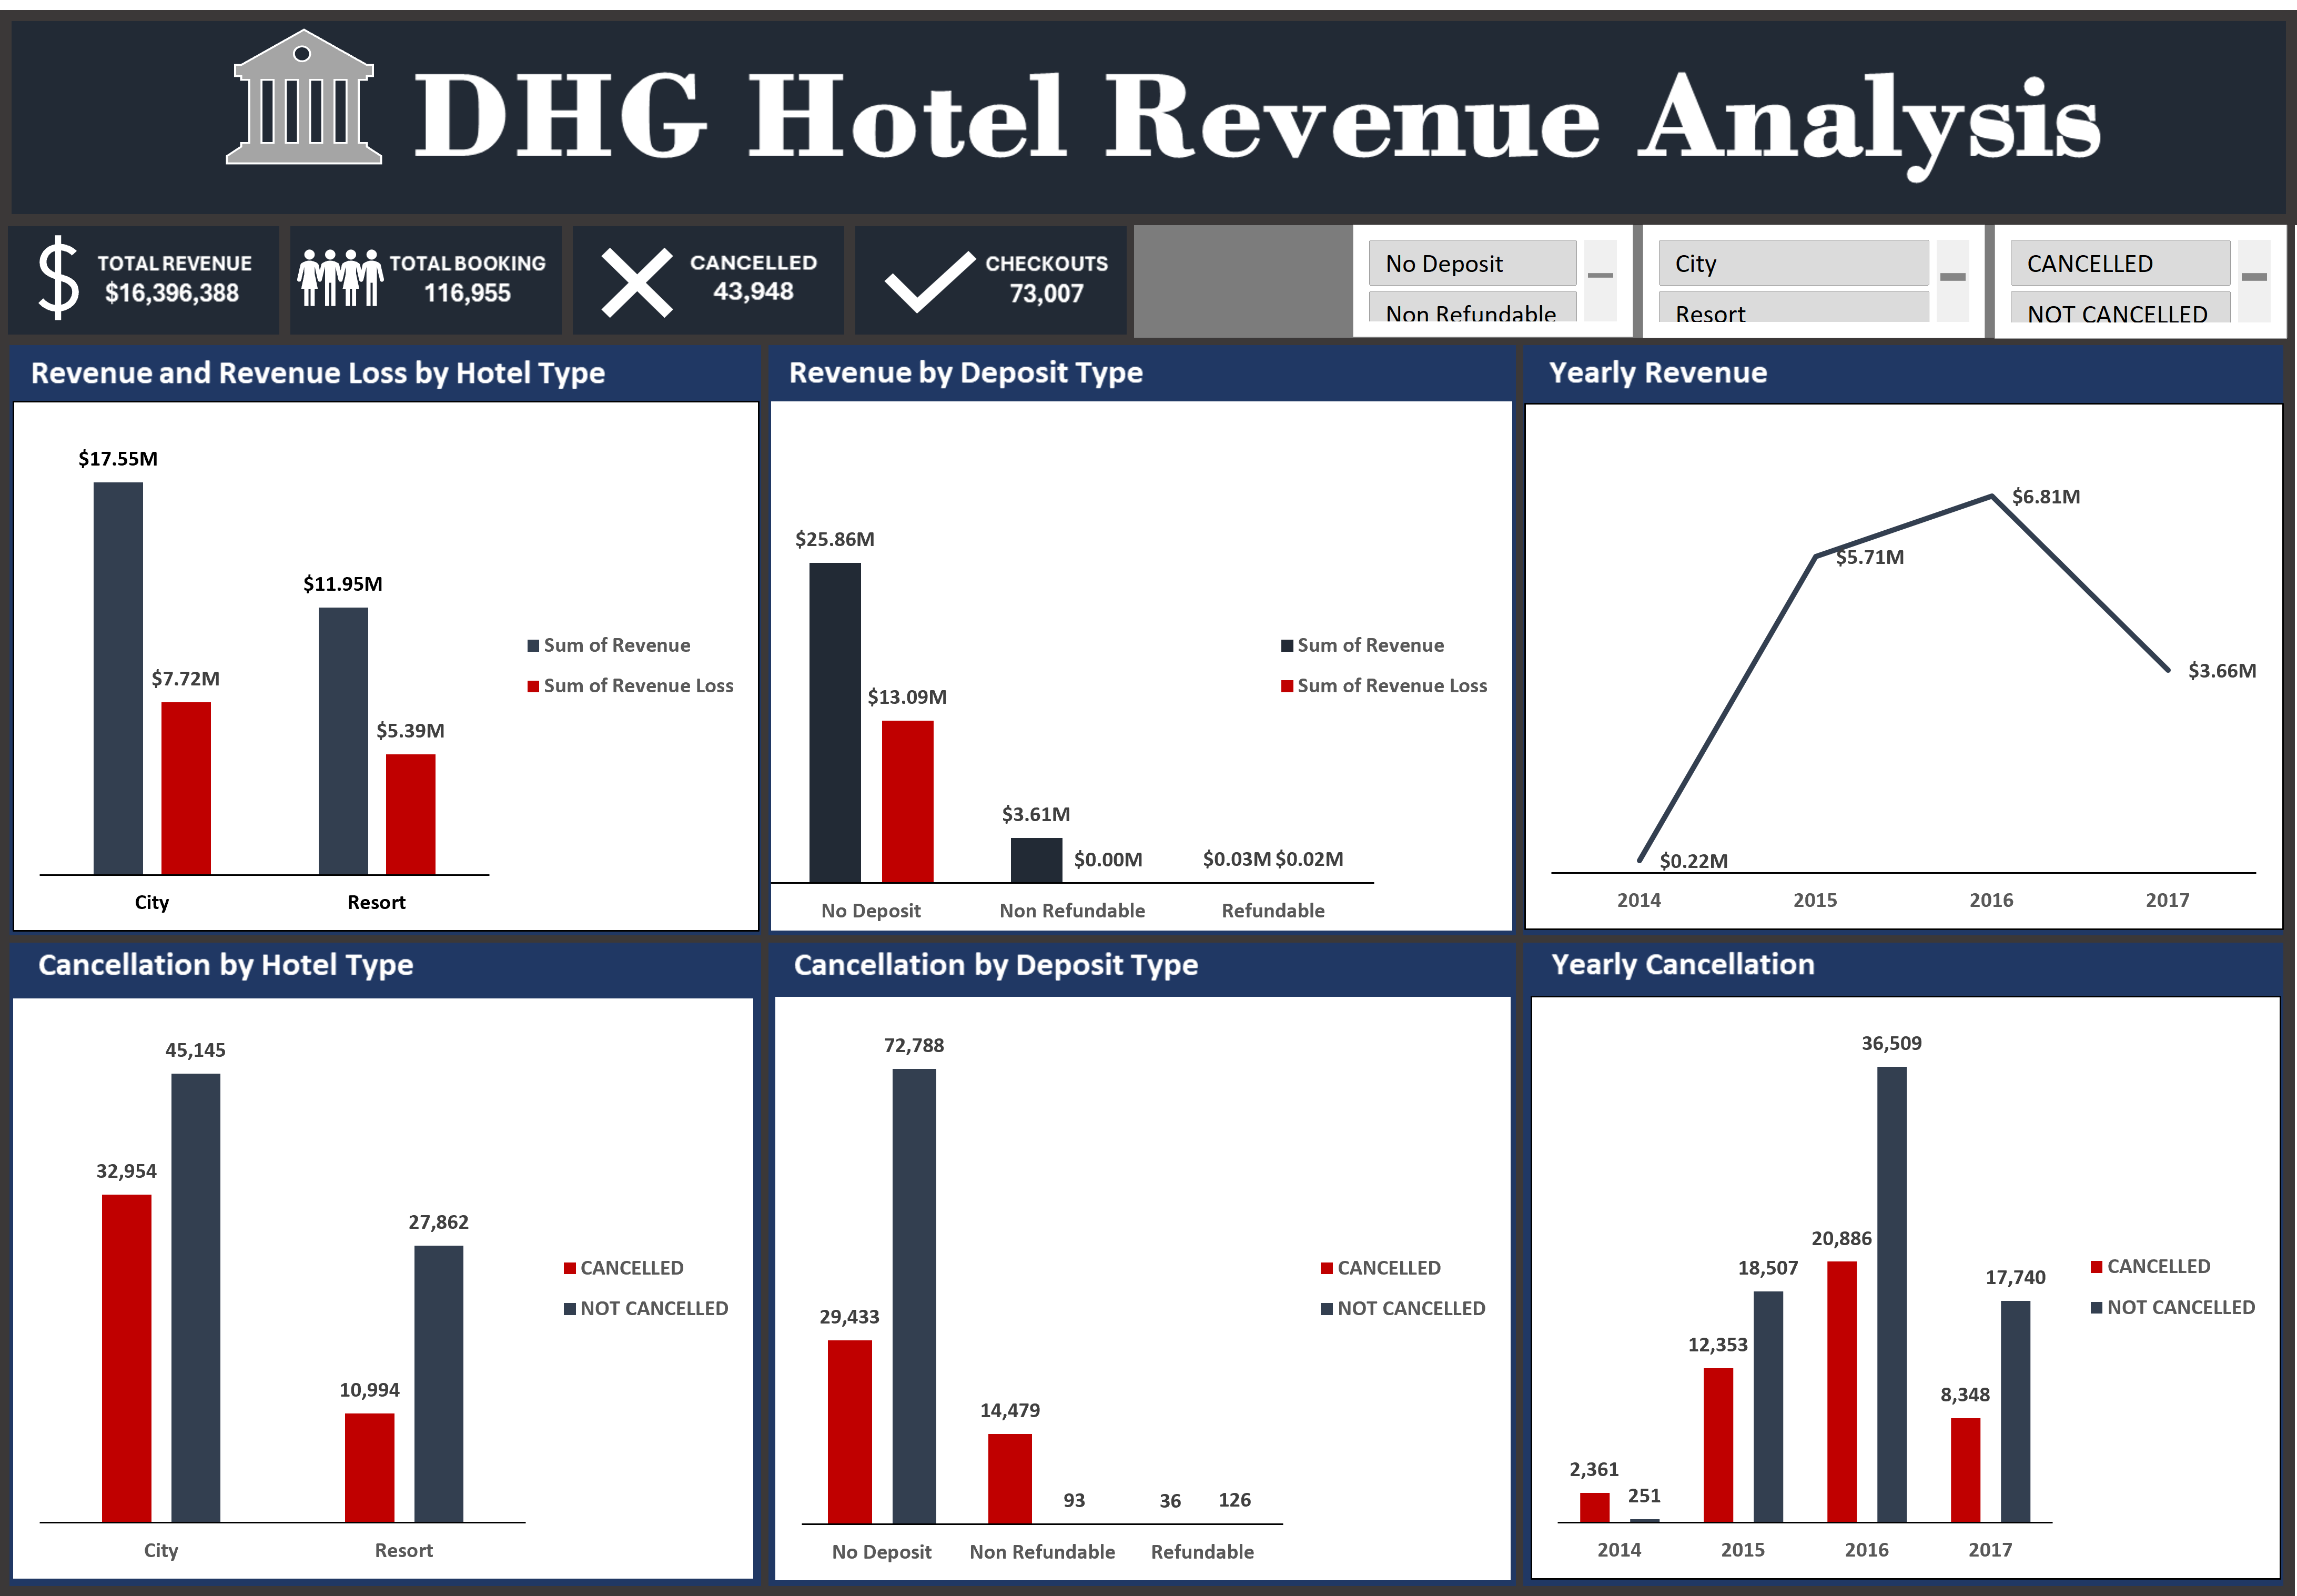 DHG Hotel Revenue Analysis
TOTAL REVENUE
$16,396,388
TOTAL BOOKING
116,955
CANCELLED
43,948
CHECKOUTS
73,007
No Deposit
Non Refundable
City
Resort
CANCELLED
NOT CANCELLED
Revenue and Revenue Loss by Hotel Type
$17.55M
$11.95M
$7.72M
$5.39M
Sum of Revenue
Sum of Revenue Loss
City Resort
Revenue by Deposit Type
$25.86M
$13.09M
$3.61M
$0.00M
$0.03M $0.02M
Sum of Revenue
Sum of Revenue Loss
No Deposit Non Refundable Refundable
Yearly Revenue
$6.81M
$5.71M
$3.66M
$0.22M
2014 2015 2016 2017
Cancellation by Hotel Type
45,145
32,954
27,862
10,994
CANCELLED
NOT CANCELLED
City Resort
Cancellation by Deposit Type
72,788
29,433
14,479
93 36 126
CANCELLED
NOT CANCELLED
No Deposit Non Refundable Refundable
Yearly Cancellation
36,509
20,886
18,507
17,740
12,353
8,348
2,361
251
CANCELLED
NOT CANCELLED
2014 2015 2016 2017